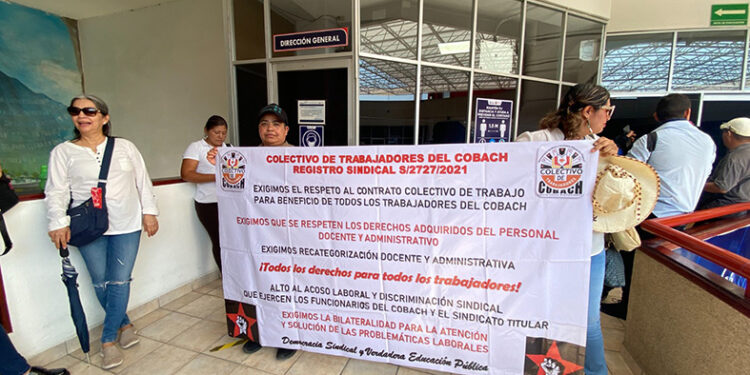 DIRECCIÓN GENERAL
COLECTIVO DE TRABAJADORES DEL COBACH
REGISTRO SINDICAL S/2727/2021
COLECTIVO
DE
COBACH
COLECTIVO
DE
COBACH
EXIGIMOS EL RESPETO AL CONTRATO COLECTIVO DE TRABAJO
PARA BENEFICIO DE TODOS LOS TRABAJADORES DEL COBACH
EXIGIMOS QUE SE RESPETEN LOS DERECHOS ADQUIRIDOS DEL PERSONAL
DOCENTE Y ADMINISTRATIVO
EXIGIMOS RECATEGORIZACIÓN DOCENTE Y ADMINISTRATIVA
¡Todos los derechos para todos los trabajadores!
ALTO AL ACOSO LABORAL Y DISCRIMINACIÓN SINDICAL
QUE EJERCEN LOS FUNCIONARIOS DEL COBACH Y EL SINDICATO TITULAR
EXIGIMOS LA BILATERALIDAD PARA LA ATENCIÓN
Y SOLUCIÓN DE LAS PROBLEMÁTICAS LABORALES
Democracia Sindical y Verdadera Educación Pública